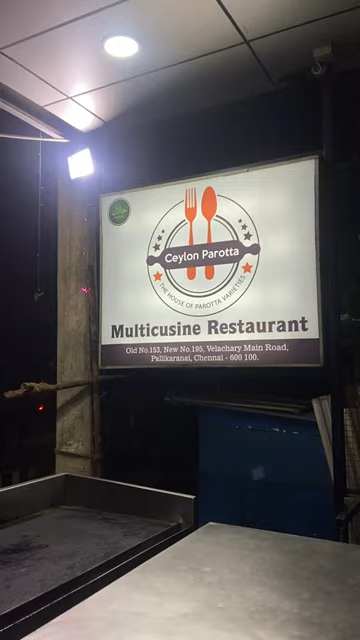 Ceylon Parotta
THE HOUSE OF PAROTTA VARIETIES
Multicusine Restaurant
Old No.153, New No.195, Velachary Main Road,
Pallikaranai, Chennai - 600 100.